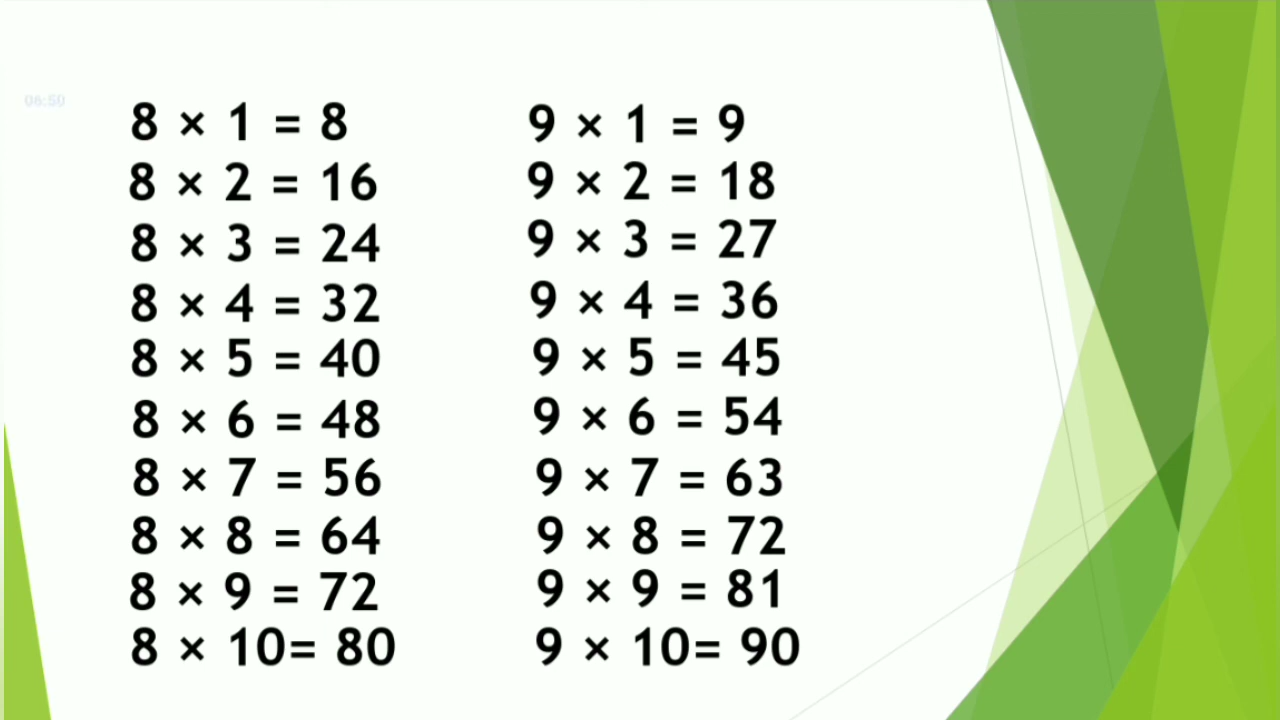 06:50
8 × 1 = 8
8 × 2 = 16
8 × 3 = 24
8 × 4 = 32
8 × 5 = 40
8 × 6 = 48
8 × 7 = 56
8 × 8 = 64
8 × 9 = 72
8 × 10= 80
9 × 1 = 9
9 × 2 = 18
9 × 3 = 27
9 × 4 = 36
9 × 5 = 45
9 × 6 = 54
9 × 7 = 63
9 × 8 = 72
9 × 9 = 81
9 × 10= 90